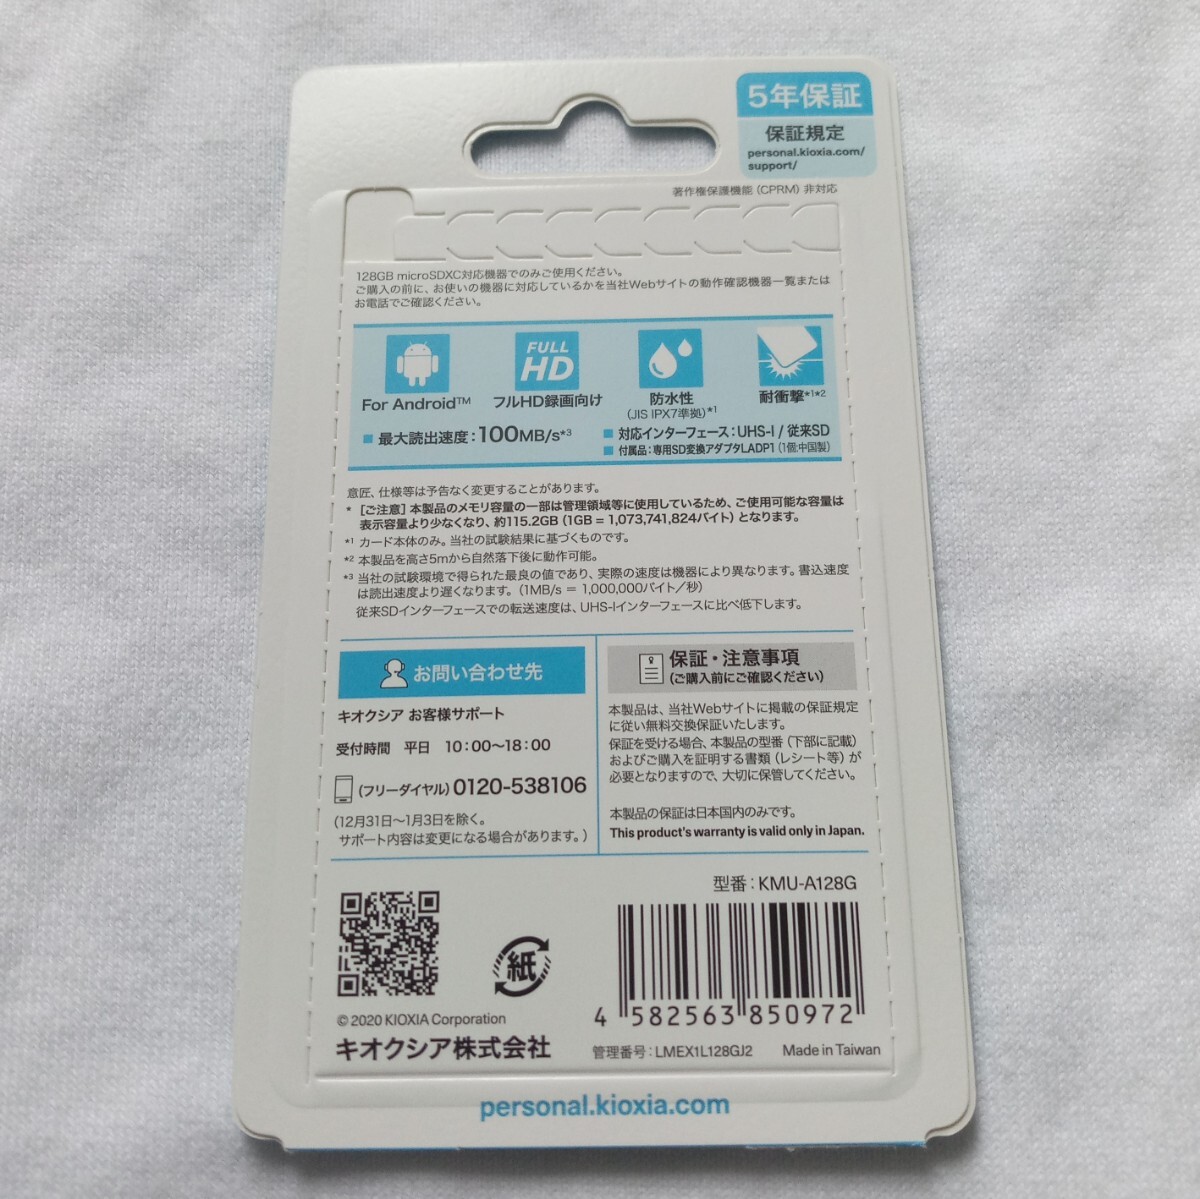 5年保証
保証規定
personal.kioxia.com/
support/
著作権保護機能（CPRM）非対応
128GB microSDXC対応機器でのみご使用ください。
ご購入の前に、お使いの機器に対応しているかを当社Webサイトの動作確認機器一覧または
お電話でご確認ください。
FULL
HD
For Android™
フルHD録画向け
防水性
（JIS IPX7準拠）*1
耐衝撃*1*2
■ 最大読出速度：100MB/s*3
■ 対応インターフェース：UHS-I / 従来SD
■ 付属品：専用SD変換アダプタLADP1（1個:中国製）
意匠、仕様等は予告なく変更することがあります。
* ［ご注意］本製品のメモリ容量の一部は管理領域等に使用しているため、ご使用可能な容量は
表示容量より少なくなり、約115.2GB（1GB = 1,073,741,824バイト）となります。
*1 カード本体のみ。当社の試験結果に基づくものです。
*2 本製品を高さ5mから自然落下後に動作可能。
*3 当社の試験環境で得られた最良の値であり、実際の速度は機器により異なります。書込速度
は読出速度より遅くなります。（1MB/s = 1,000,000バイト／秒）
従来SDインターフェースでの転送速度は、UHS-Iインターフェースに比べ低下します。
お問い合わせ先
キオクシア お客様サポート
受付時間 平日 10：00〜18：00
（フリーダイヤル）0120-538106
（12月31日〜1月3日を除く。
サポート内容は変更になる場合があります。）
保証・注意事項
（ご購入前にご確認ください）
本製品は、当社Webサイトに掲載の保証規定
に従い無料交換保証いたします。
保証を受ける場合、本製品の型番（下部に記載）
およびご購入を証明する書類（レシート等）が
必要となりますので、大切に保管してください。
本製品の保証は日本国内のみです。
This product's warranty is valid only in Japan.
型番：KMU-A128G
紙
4 582563 850972
© 2020 KIOXIA Corporation
キオクシア株式会社
管理番号：LMEX1L128GJ2 Made in Taiwan
personal.kioxia.com